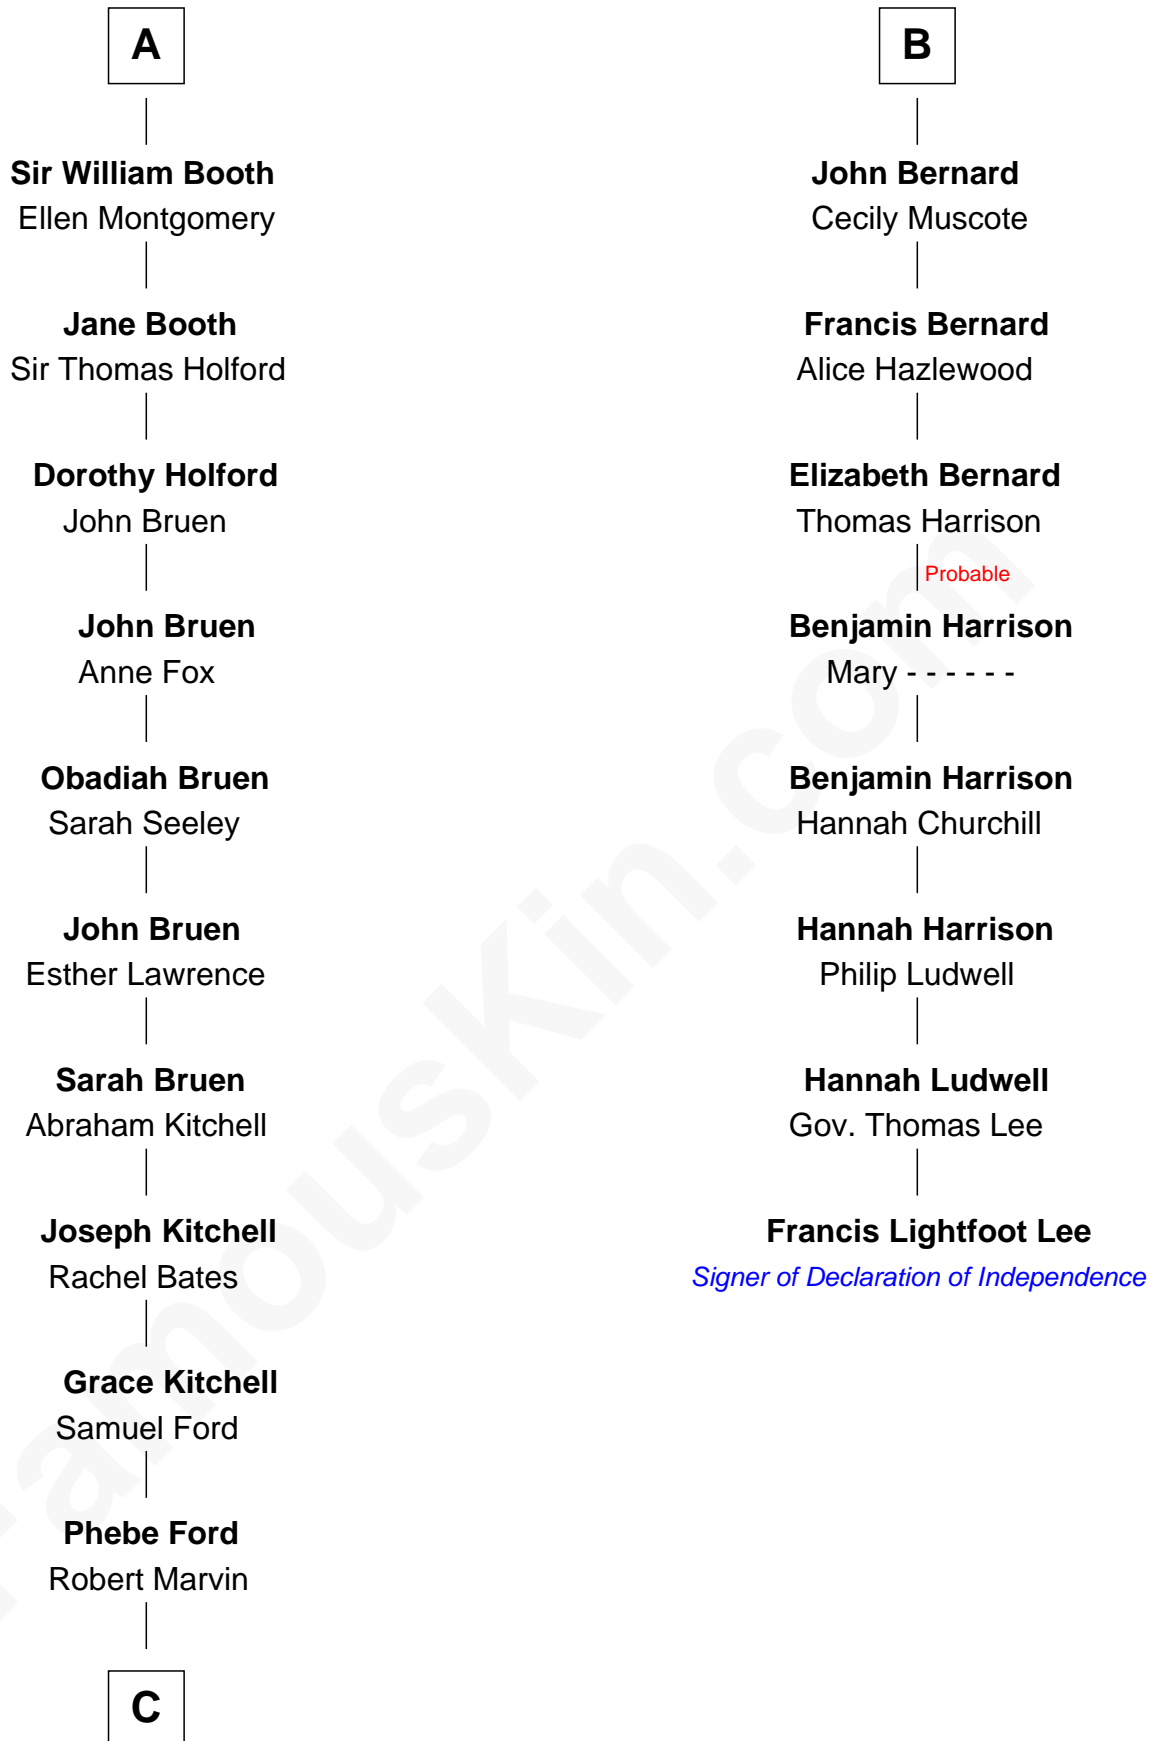 A
Sir William Booth
Ellen Montgomery
Jane Booth
Sir Thomas Holford
Dorothy Holford
John Bruen
John Bruen
Anne Fox
Obadiah Bruen
Sarah Seeley
John Bruen
Esther Lawrence
Sarah Bruen
Abraham Kitchell
Joseph Kitchell
Rachel Bates
Grace Kitchell
Samuel Ford
Phebe Ford
Robert Marvin
C
B
John Bernard
Cecily Muscote
Francis Bernard
Alice Hazlewood
Elizabeth Bernard
Thomas Harrison
Probable
Benjamin Harrison
Mary - - - - - -
Benjamin Harrison
Hannah Churchill
Hannah Harrison
Philip Ludwell
Hannah Ludwell
Gov. Thomas Lee
Francis Lightfoot Lee
Signer of Declaration of Independence
FamousKin.com